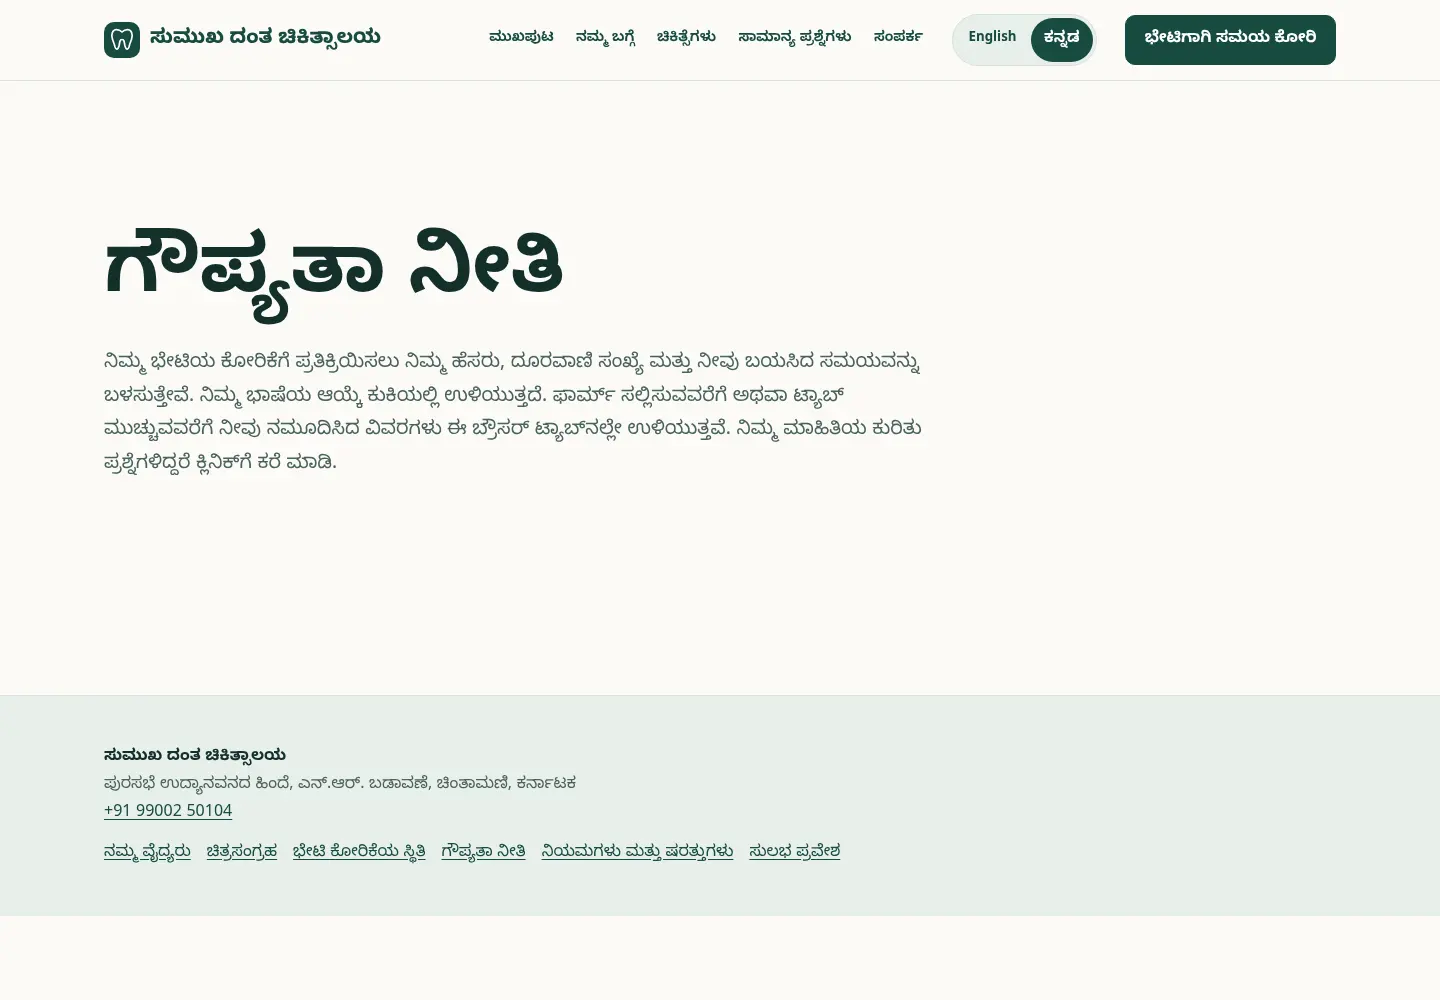 ಸುಮುಖ ದಂತ ಚಿಕಿತ್ಸಾಲಯ
ಮುಖಪುಟ
ನಮ್ಮ ಬಗ್ಗೆ
ಚಿಕಿತ್ಸೆಗಳು
ಸಾಮಾನ್ಯ ಪ್ರಶ್ನೆಗಳು
ಸಂಪರ್ಕ
English
ಕನ್ನಡ
ಭೇಟಿಗಾಗಿ ಸಮಯ ಕೋರಿ
ಗೌಪ್ಯತಾ ನೀತಿ
ನಿಮ್ಮ ಭೇಟಿಯ ಕೋರಿಕೆಗೆ ಪ್ರತಿಕ್ರಿಯಿಸಲು ನಿಮ್ಮ ಹೆಸರು, ದೂರವಾಣಿ ಸಂಖ್ಯೆ ಮತ್ತು ನೀವು ಬಯಸಿದ ಸಮಯವನ್ನು
ಬಳಸುತ್ತೇವೆ. ನಿಮ್ಮ ಭಾಷೆಯ ಆಯ್ಕೆ ಕುಕಿಯಲ್ಲಿ ಉಳಿಯುತ್ತದೆ. ಫಾರ್ಮ್ ಸಲ್ಲಿಸುವವರೆಗೆ ಅಥವಾ ಟ್ಯಾಬ್
ಮುಚ್ಚುವವರೆಗೆ ನೀವು ನಮೂದಿಸಿದ ವಿವರಗಳು ಈ ಬ್ರೌಸರ್ ಟ್ಯಾಬ್‌ನಲ್ಲೇ ಉಳಿಯುತ್ತವೆ. ನಿಮ್ಮ ಮಾಹಿತಿಯ ಕುರಿತು
ಪ್ರಶ್ನೆಗಳಿದ್ದರೆ ಕ್ಲಿನಿಕ್‌ಗೆ ಕರೆ ಮಾಡಿ.
ಸುಮುಖ ದಂತ ಚಿಕಿತ್ಸಾಲಯ
ಪುರಸಭೆ ಉದ್ಯಾನವನದ ಹಿಂದೆ, ಎನ್.ಆರ್. ಬಡಾವಣೆ, ಚಿಂತಾಮಣಿ, ಕರ್ನಾಟಕ
+91 99002 50104
ನಮ್ಮ ವೈದ್ಯರು
ಚಿತ್ರಸಂಗ್ರಹ
ಭೇಟಿ ಕೋರಿಕೆಯ ಸ್ಥಿತಿ
ಗೌಪ್ಯತಾ ನೀತಿ
ನಿಯಮಗಳು ಮತ್ತು ಷರತ್ತುಗಳು
ಸುಲಭ ಪ್ರವೇಶ